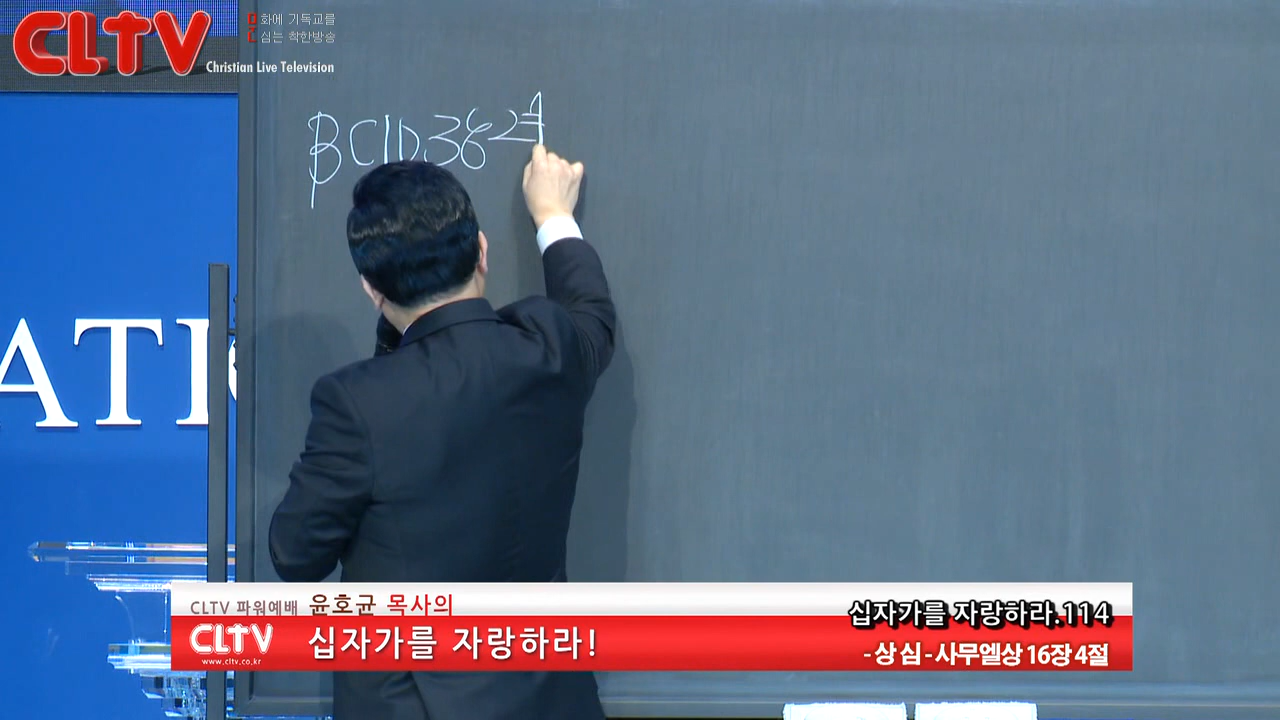 CLTV
문화에 기독교를
심는 착한방송
Christian Live Television
BCID3624
ATI
CLTV 파워예배 윤호균 목사의
십자가를 자랑하라.114
CLTV
www.cltv.co.kr
십자가를 자랑하라!
- 상 심 - 사무엘상 16장 4절